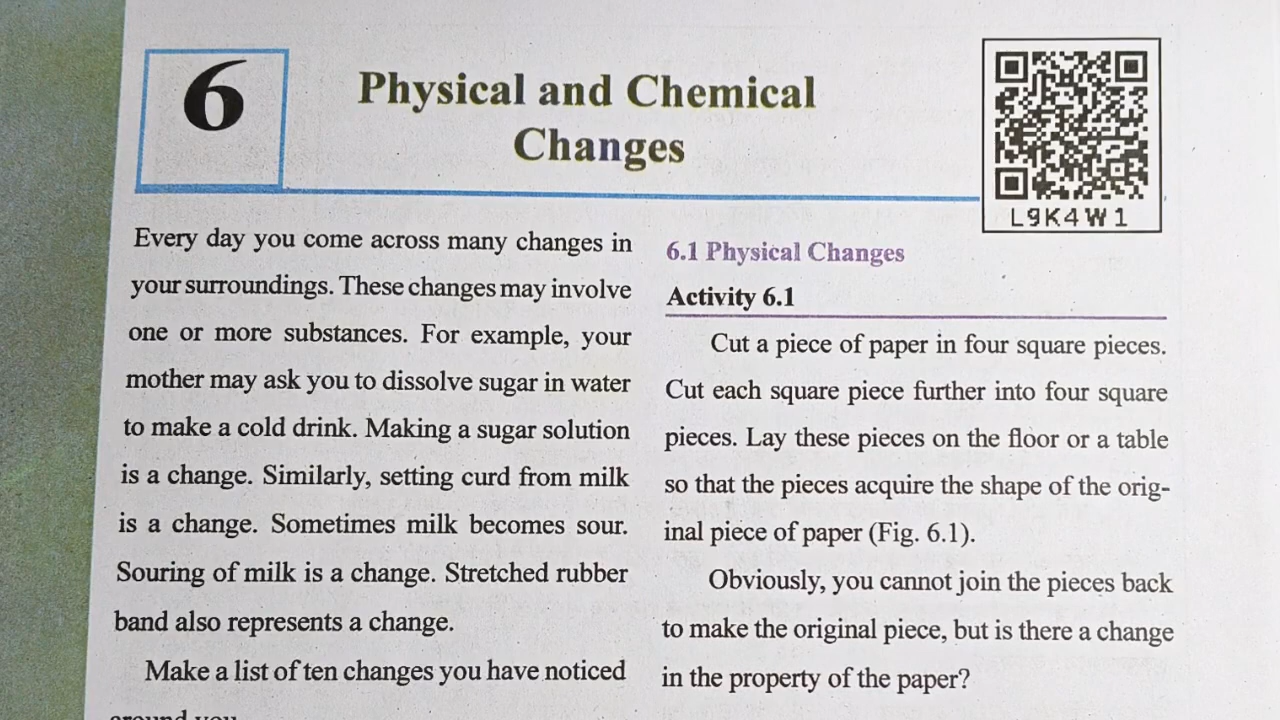 6
Physical and Chemical
Changes
L9K4W1
Every day you come across many changes in
your surroundings. These changes may involve
one or more substances. For example, your
mother may ask you to dissolve sugar in water
to make a cold drink. Making a sugar solution
is a change. Similarly, setting curd from milk
is a change. Sometimes milk becomes sour.
Souring of milk is a change. Stretched rubber
band also represents a change.
Make a list of ten changes you have noticed
around you
6.1 Physical Changes
Activity 6.1
Cut a piece of paper in four square pieces.
Cut each square piece further into four square
pieces. Lay these pieces on the floor or a table
so that the pieces acquire the shape of the orig-
inal piece of paper (Fig. 6.1).
Obviously, you cannot join the pieces back
to make the original piece, but is there a change
in the property of the paper?